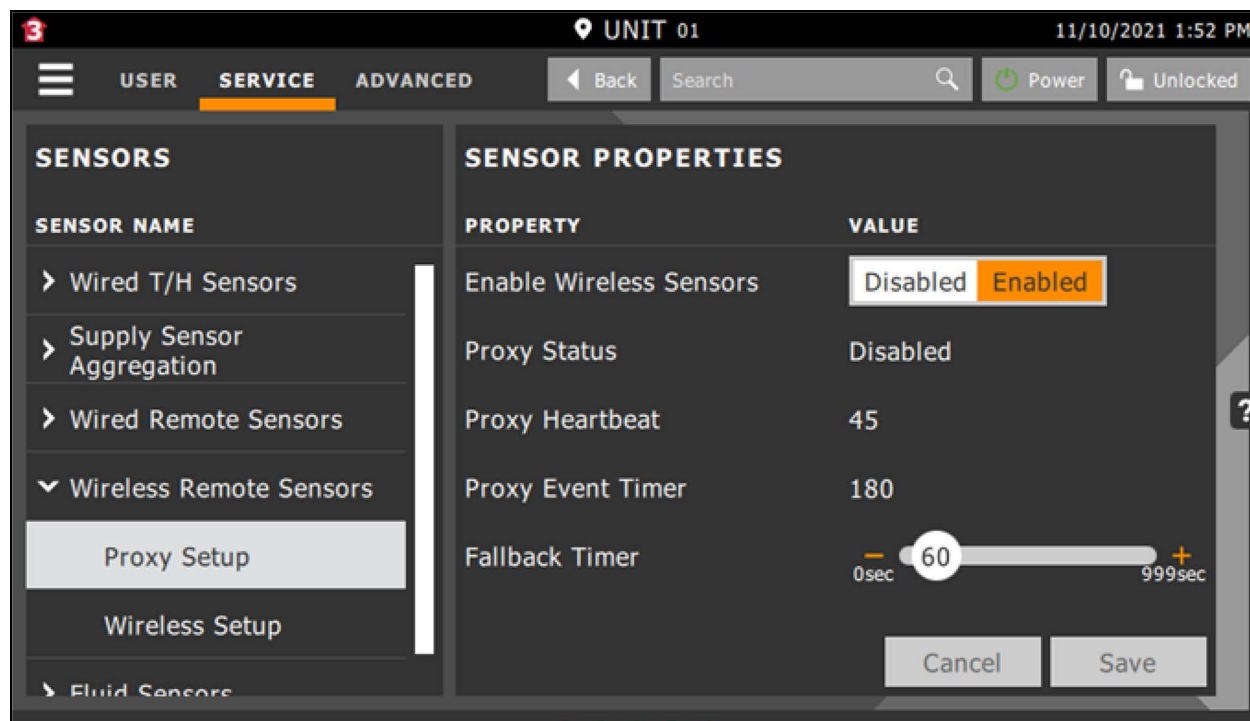 3
UNIT 01
11/10/2021 1:52 PM
USER SERVICE ADVANCED
Back
Search
Power
Unlocked
SENSORS
SENSOR NAME
Wired T/H Sensors
Supply Sensor
Aggregation
Wired Remote Sensors
Wireless Remote Sensors
Proxy Setup
Wireless Setup
Fluid Sensors
SENSOR PROPERTIES
PROPERTY VALUE
Enable Wireless Sensors Disabled Enabled
Proxy Status Disabled
Proxy Heartbeat 45
Proxy Event Timer 180
Fallback Timer − 60 +
0sec 999sec
Cancel Save
?